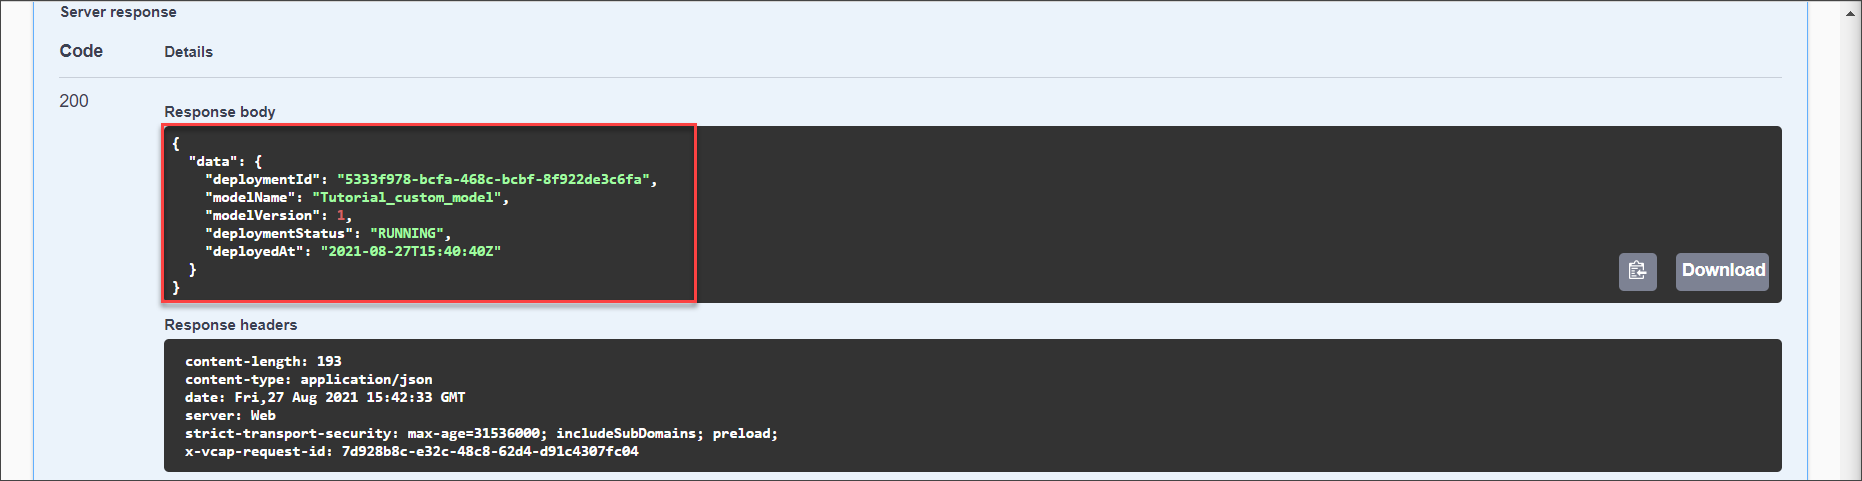 Server response
Code Details
200
Response body
{
  "data": {
    "deploymentId": "5333f978-bcfa-468c-bcbf-8f922de3c6fa",
    "modelName": "Tutorial_custom_model",
    "modelVersion": 1,
    "deploymentStatus": "RUNNING",
    "deployedAt": "2021-08-27T15:40:40Z"
  }
}
Download
Response headers
content-length: 193
content-type: application/json
date: Fri,27 Aug 2021 15:42:33 GMT
server: Web
strict-transport-security: max-age=31536000; includeSubDomains; preload;
x-vcap-request-id: 7d928b8c-e32c-48c8-62d4-d91c4307fc04